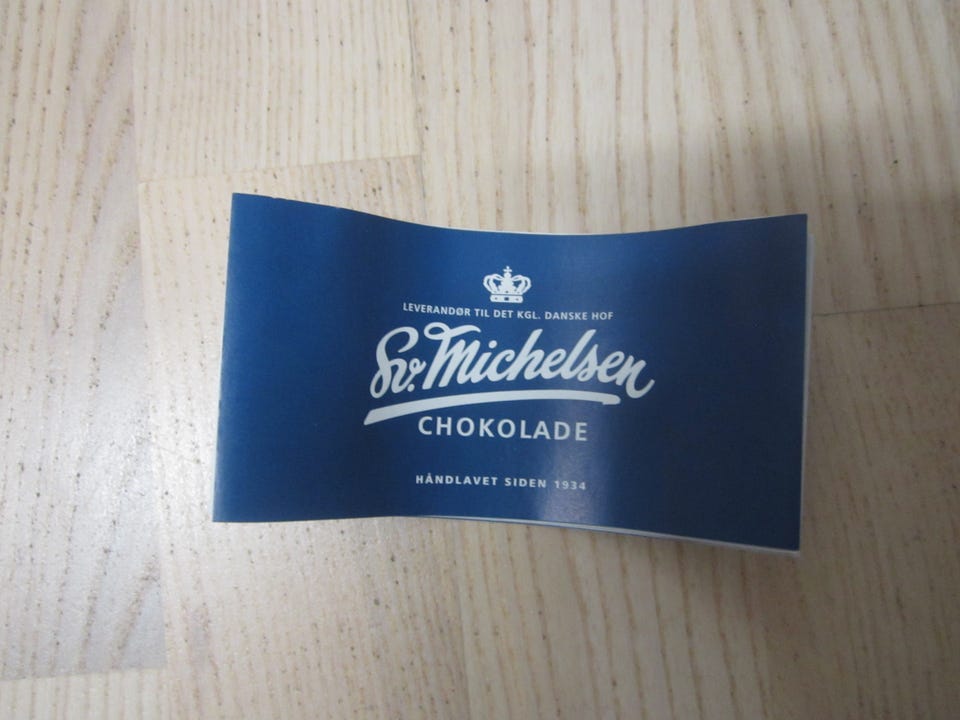 LEVERANDØR TIL DET KGL. DANSKE HOF
Sv. Michelsen
CHOKOLADE
HÅNDLAVET SIDEN 1934